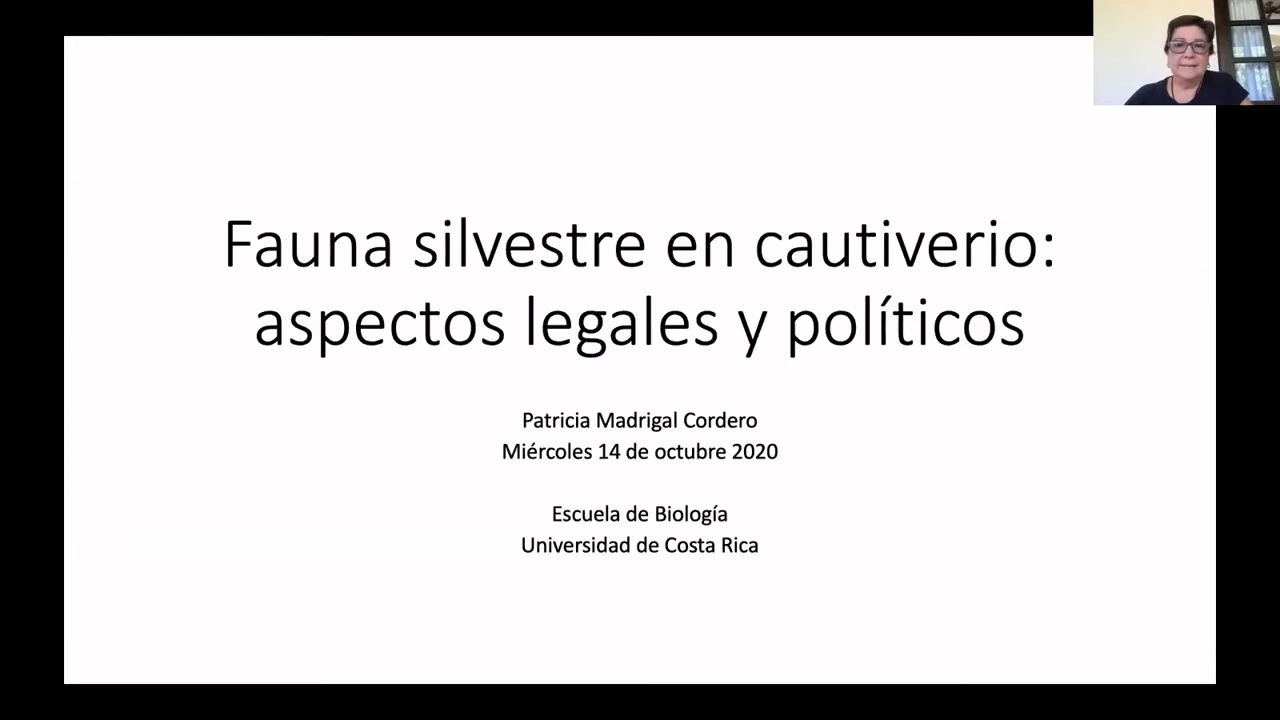 Fauna silvestre en cautiverio:
aspectos legales y políticos
Patricia Madrigal Cordero
Miércoles 14 de octubre 2020
Escuela de Biología
Universidad de Costa Rica